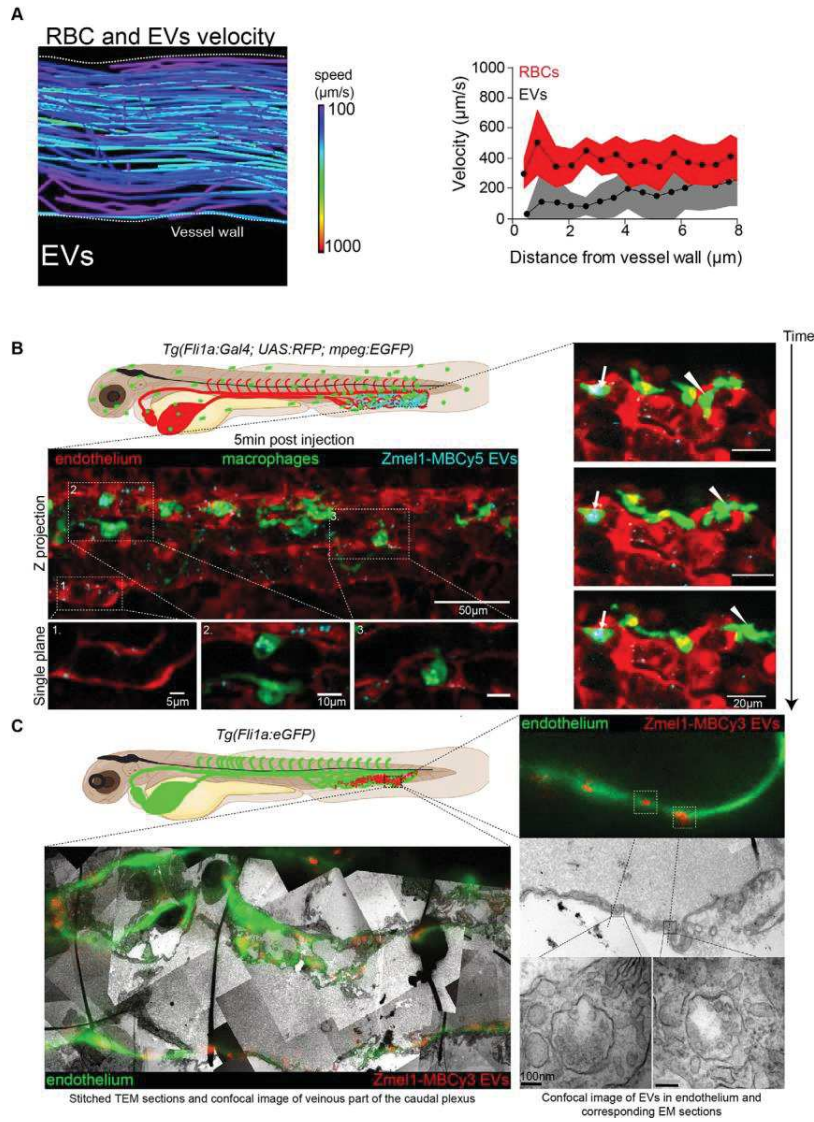 A
RBC and EVs velocity
speed
(µm/s)
100
1000
Vessel wall
EVs
RBCs
EVs
Velocity (µm/s)
1000
800
600
400
200
0
0 2 4 6 8
Distance from vessel wall (µm)
B
Tg(Fli1a:Gal4; UAS:RFP; mpeg:EGFP)
5min post injection
endothelium macrophages Zmel1-MBCy5 EVs
Z projection
2.
3.
1.
50µm
Single plane
1.
5µm
2.
10µm
3.
Time
20µm
C
Tg(Fli1a:eGFP)
endothelium Zmel1-MBCy3 EVs
Stitched TEM sections and confocal image of veinous part of the caudal plexus
endothelium Zmel1-MBCy3 EVs
100nm
Confocal image of EVs in endothelium and
corresponding EM sections